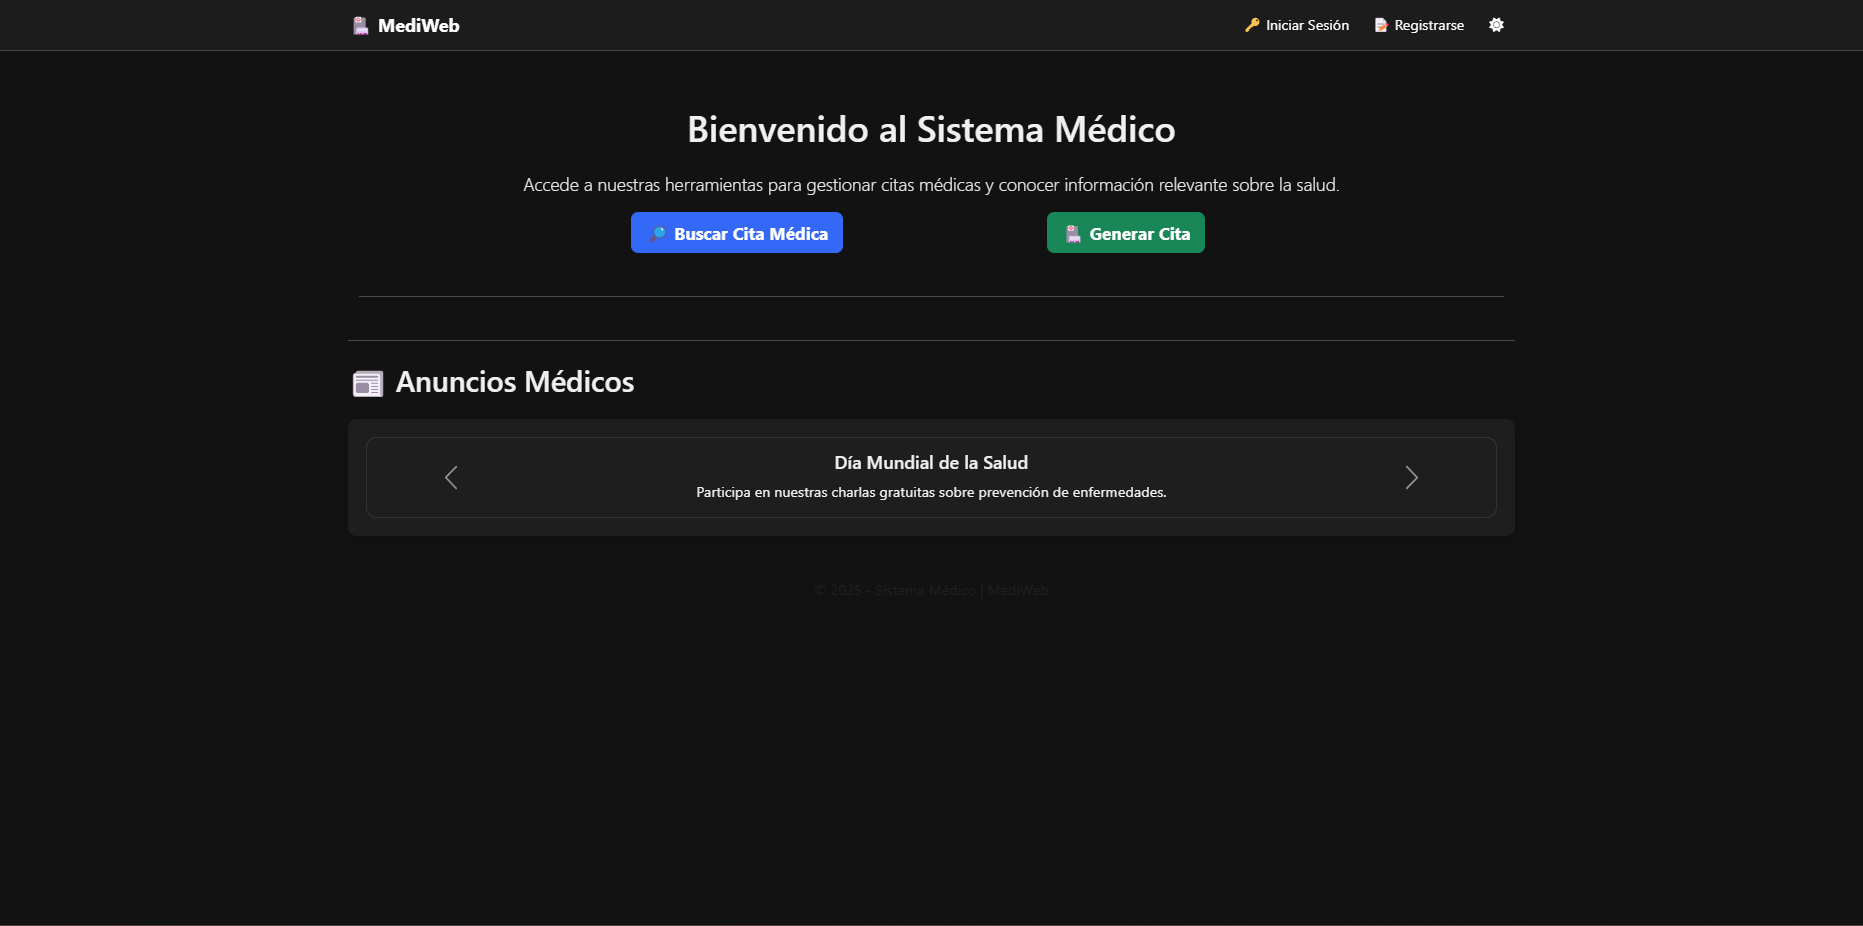 MediWeb
Iniciar Sesión
Registrarse
Bienvenido al Sistema Médico
Accede a nuestras herramientas para gestionar citas médicas y conocer información relevante sobre la salud.
Buscar Cita Médica
Generar Cita
Anuncios Médicos
Día Mundial de la Salud
Participa en nuestras charlas gratuitas sobre prevención de enfermedades.
© 2025 - Sistema Médico | MediWeb